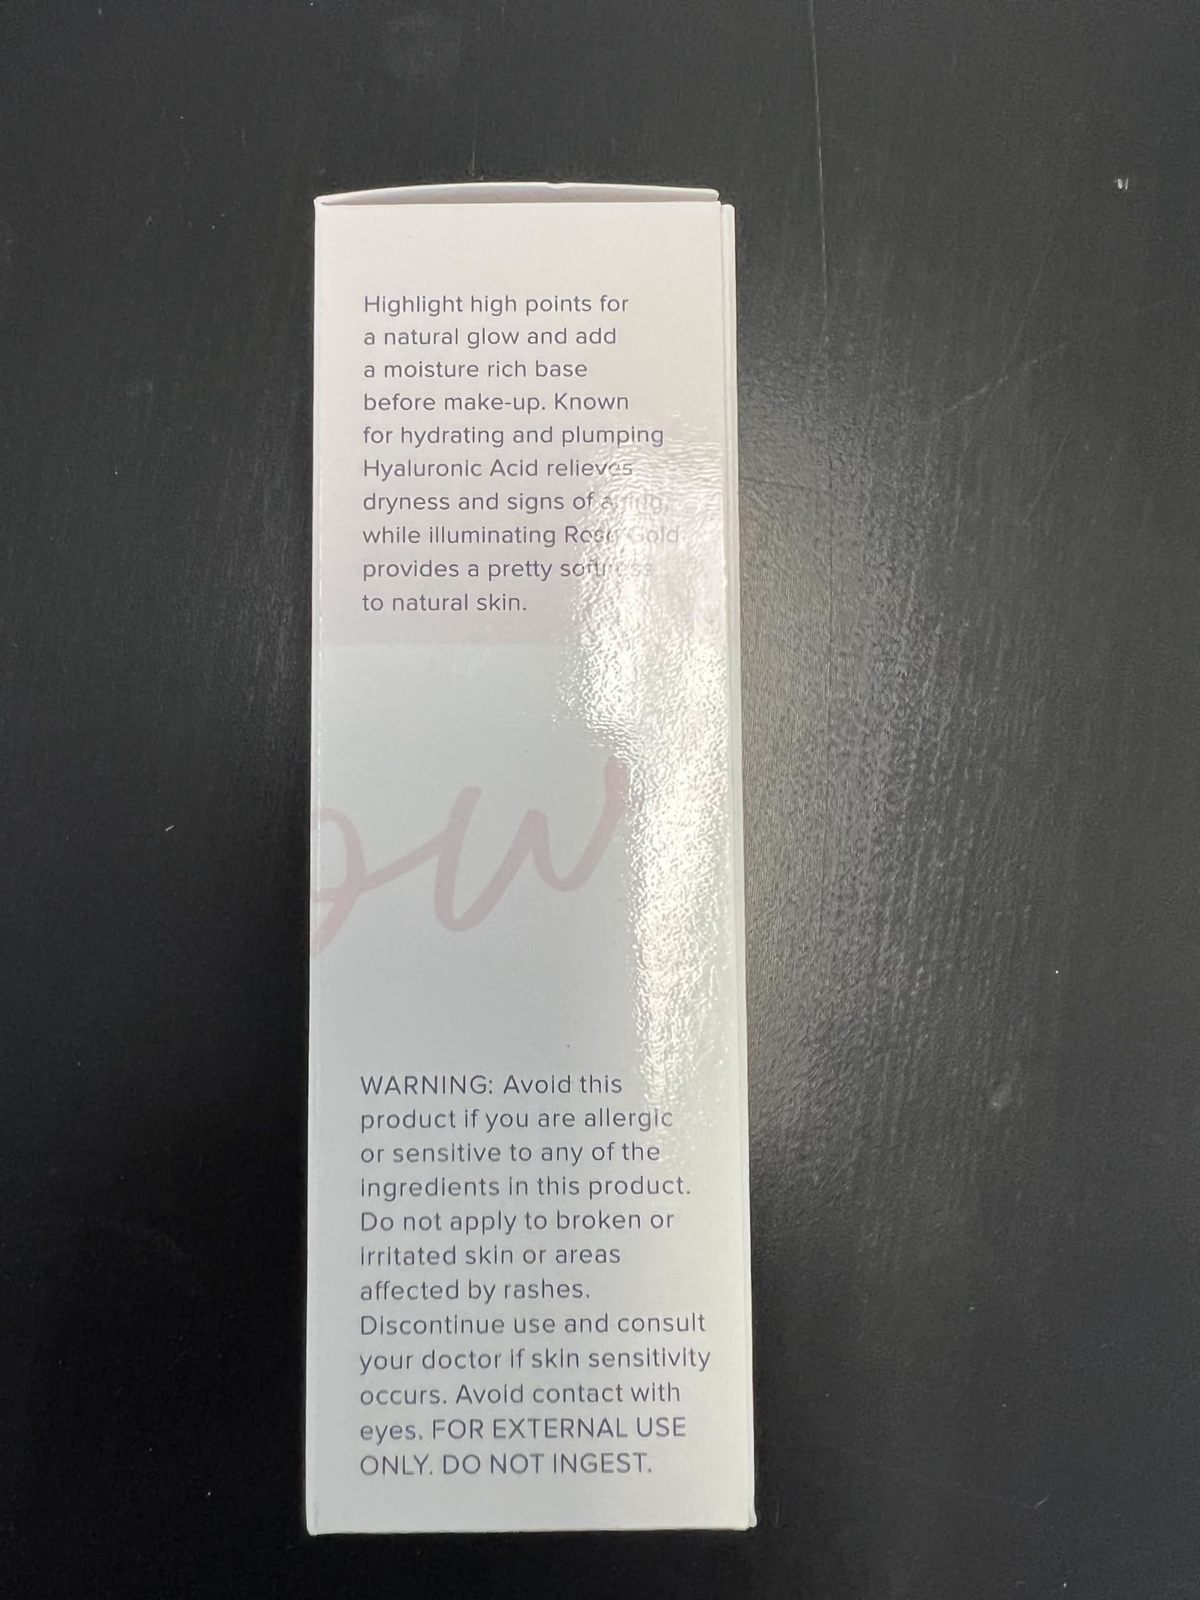 Highlight high points for
a natural glow and add
a moisture rich base
before make-up. Known
for hydrating and plumping
Hyaluronic Acid relieves
dryness and signs of aging,
while illuminating Rose Gold
provides a pretty softness
to natural skin.
ow
WARNING: Avoid this
product if you are allergic
or sensitive to any of the
ingredients in this product.
Do not apply to broken or
irritated skin or areas
affected by rashes.
Discontinue use and consult
your doctor if skin sensitivity
occurs. Avoid contact with
eyes. FOR EXTERNAL USE
ONLY. DO NOT INGEST.